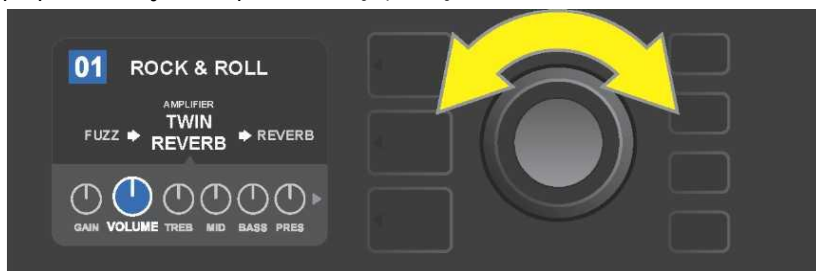 01 ROCK & ROLL
AMPLIFIER
TWIN
FUZZ REVERB REVERB
GAIN VOLUME TREB MID BASS PRES